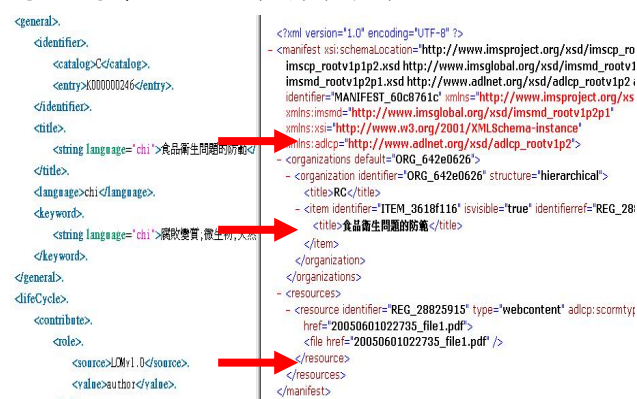 <general>.
<identifier>.
<catalog>C</catalog>.
<entry>K000000246</entry>.
</identifier>.
<title>.
<string language="chi">食品衛生問題的防範</
</title>.
<language>chi</language>.
<keyword>.
<string language="chi">腐敗變質;微生物;天然
</keyword>.
</general>.
<lifeCycle>.
<contribute>.
<role>.
<source>LOMv1.0</source>.
<value>author</value>.
<?xml version="1.0" encoding="UTF-8" ?>
- <manifest xsi:schemaLocation="http://www.imsproject.org/xsd/imscp_ro
imscp_rootv1p1p2.xsd http://www.imsglobal.org/xsd/imsmd_rootv1
imsmd_rootv1p2p1.xsd http://www.adlnet.org/xsd/adlcp_rootv1p2
identifier="MANIFEST_60c8761c" xmlns="http://www.imsproject.org/xs
xmlns:imsmd="http://www.imsglobal.org/xsd/imsmd_rootv1p2p1"
xmlns:xsi="http://www.w3.org/2001/XMLSchema-instance"
xmlns:adlcp="http://www.adlnet.org/xsd/adlcp_rootv1p2">
- <organizations default="ORG_642e0626">
- <organization identifier="ORG_642e0626" structure="hierarchical">
<title>RC</title>
- <item identifier="ITEM_3618f116" isvisible="true" identifierref="REG_288
<title>食品衛生問題的防範</title>
</item>
</organization>
</organizations>
- <resources>
- <resource identifier="REG_28825915" type="webcontent" adlcp:scormtyp
href="20050601022735_file1.pdf">
<file href="20050601022735_file1.pdf" />
</resource>
</resources>
</manifest>